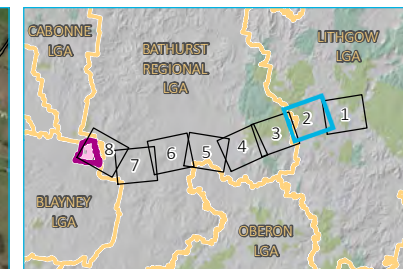 CABONNE
LGA
BATHURST
REGIONAL
LGA
LITHGOW
LGA
1
2
3
4
5
6
7
8
BLAYNEY
LGA
OBERON
LGA